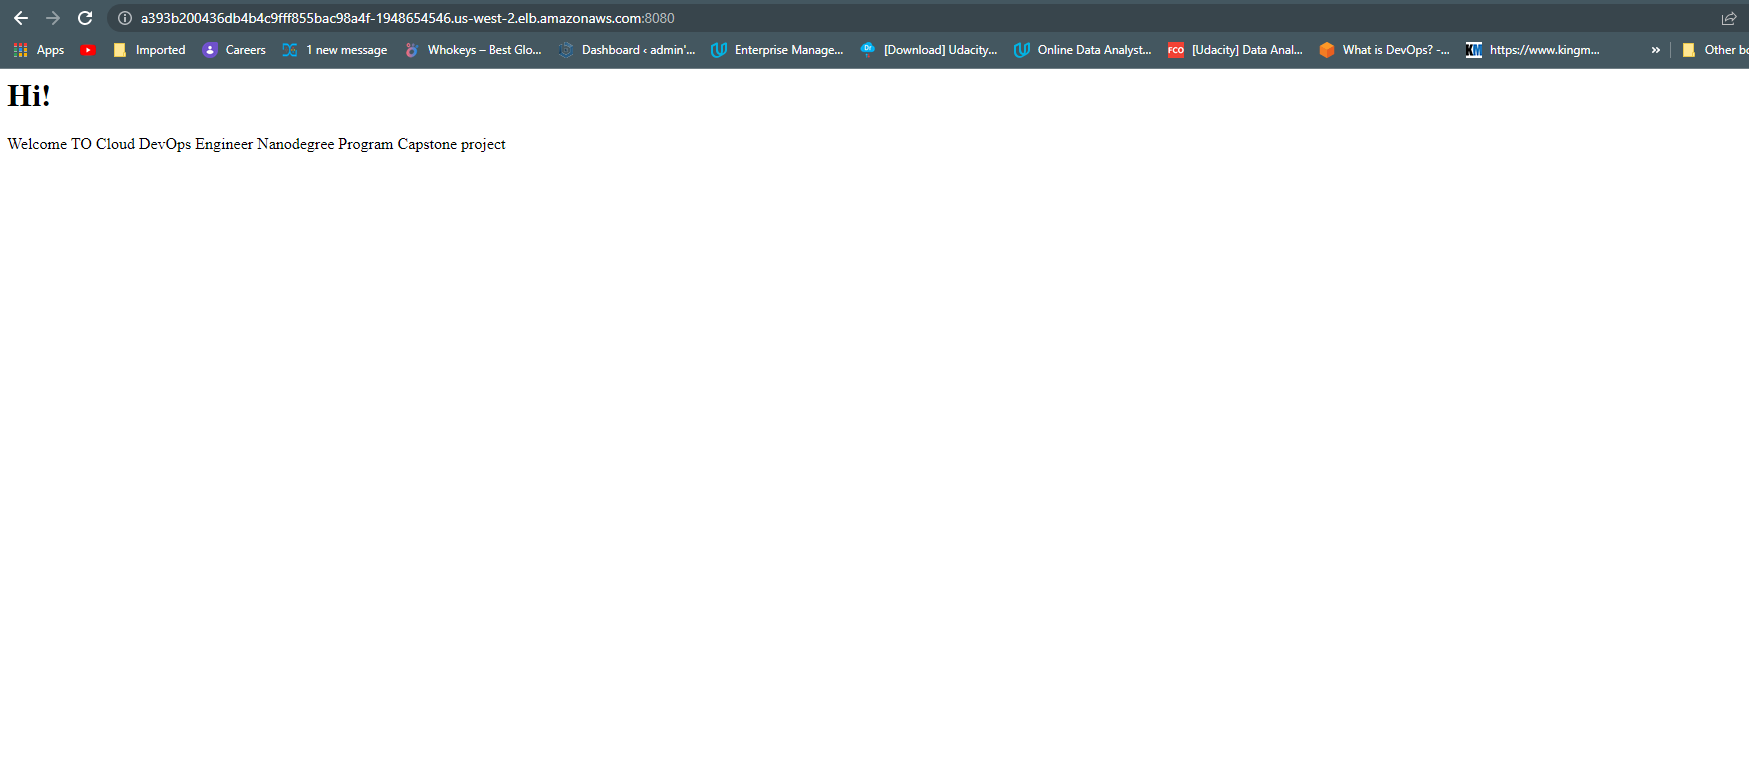 a393b200436db4b4c9fff855bac98a4f-1948654546.us-west-2.elb.amazonaws.com:8080
Apps Imported Careers 1 new message Whokeys – Best Glo... Dashboard ‹ admin'... Enterprise Manage... Dr [Download] Udacity... Online Data Analyst... FCO [Udacity] Data Anal... What is DevOps? -... KM https://www.kingm... » Other bo
Hi!
Welcome TO Cloud DevOps Engineer Nanodegree Program Capstone project